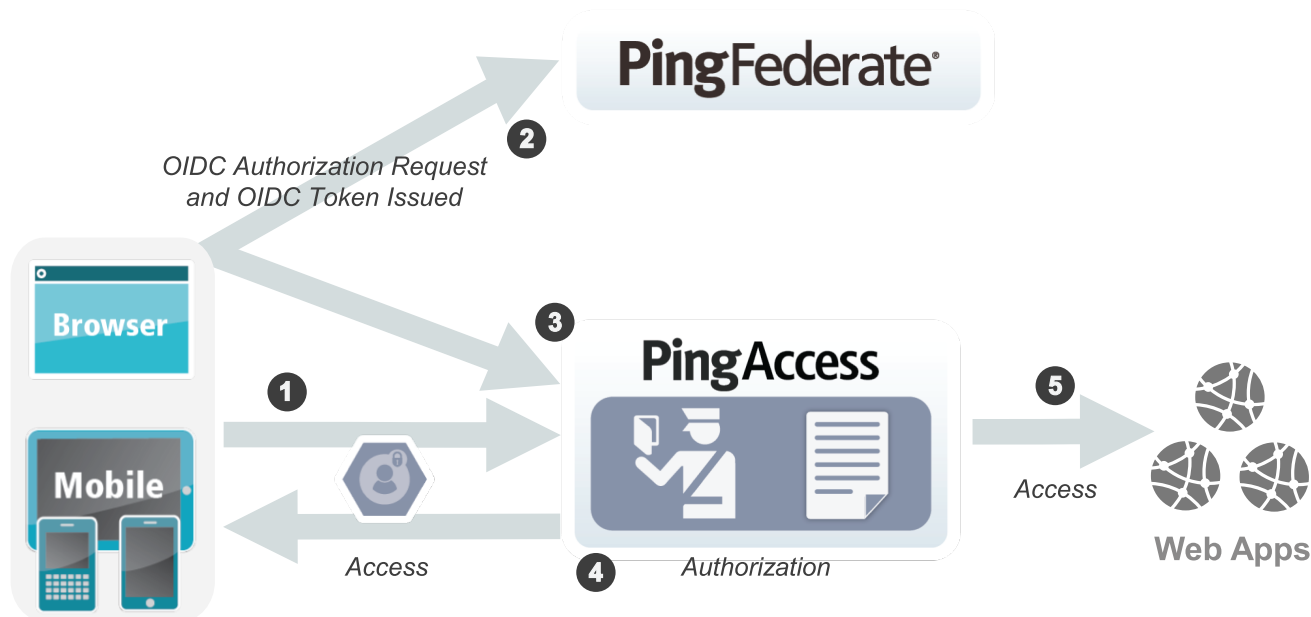 PingFederate®
2
OIDC Authorization Request
and OIDC Token Issued
Browser
3
PingAccess
1
5
Mobile
Access
Access
4
Authorization
Web Apps